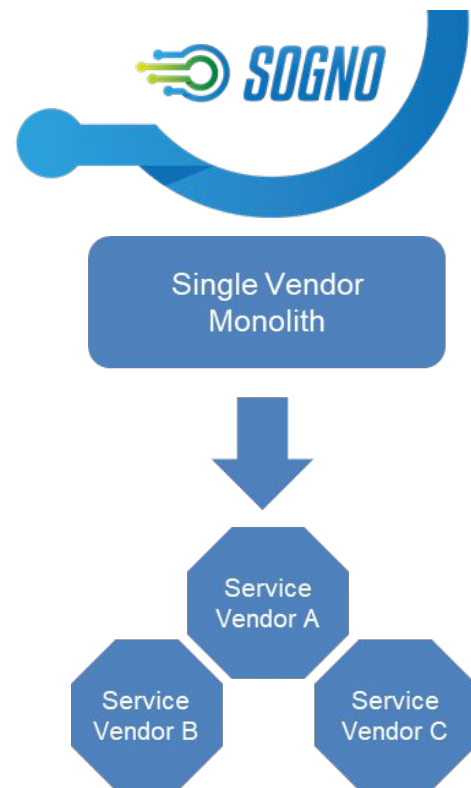 SOGNO
Single Vendor
Monolith
Service
Vendor A
Service
Vendor B
Service
Vendor C